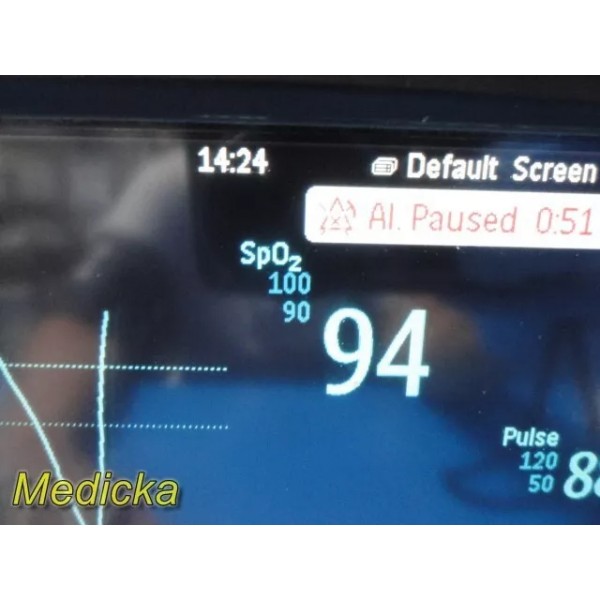 14:24
Default Screen
Al. Paused 0:51
SpO₂
100
90
94
Pulse
120
50
Medicka